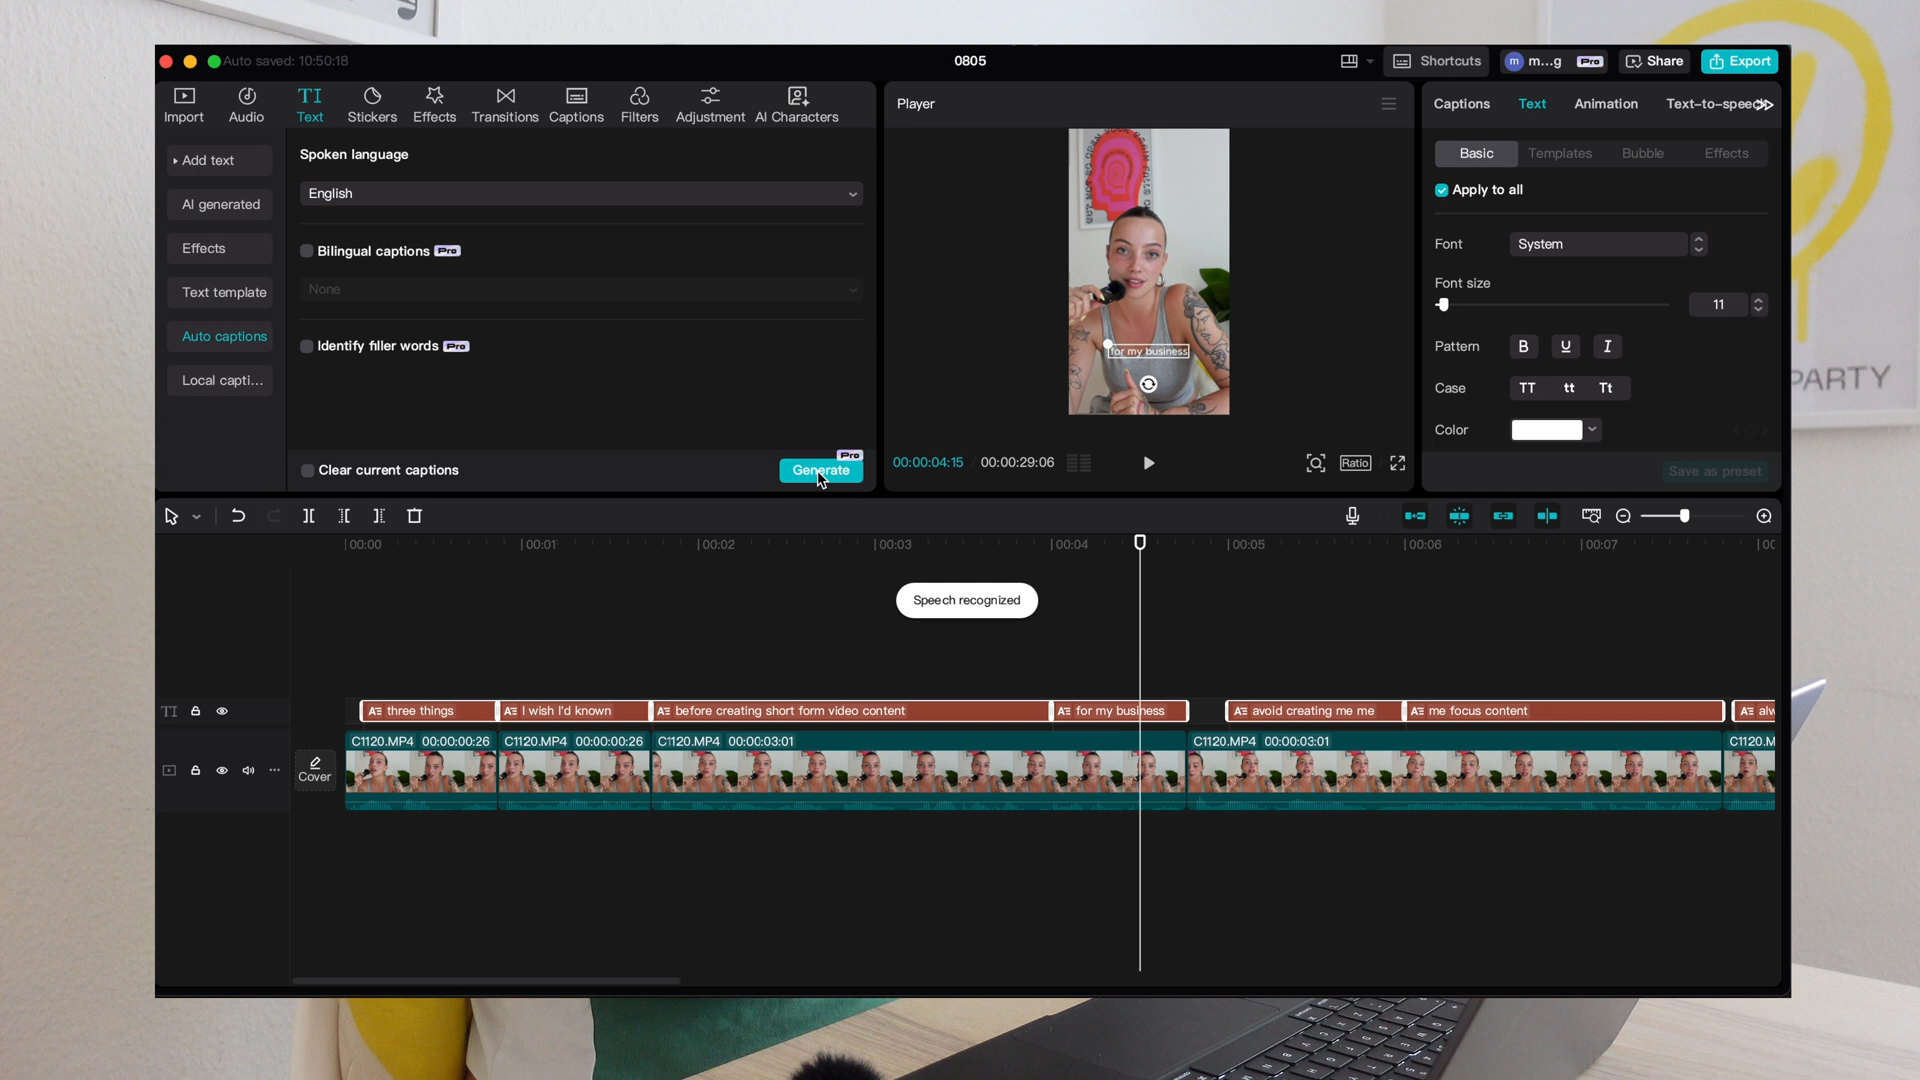 Auto saved: 10:50:18
0805
Shortcuts
m...g
Pro
Share
Export
Import
Audio
TI
Text
Stickers
Effects
Transitions
Captions
Filters
Adjustment
AI Characters
Player
Captions
Text
Animation
Text-to-speech
Add text
AI generated
Effects
Text template
Auto captions
Local capti...
Spoken language
English
Bilingual captions Pro
None
Identify filler words Pro
Clear current captions
Pro
Generate
for my business
00:00:04:15
00:00:29:06
Ratio
Basic
Templates
Bubble
Effects
Apply to all
Font
System
Font size
11
Pattern
B U I
Case
TT tt Tt
Color
Save as preset
PARTY
00:00
00:01
00:02
00:03
00:04
00:05
00:06
00:07
Speech recognized
TI
A three things
A I wish I'd known
A before creating short form video content
A for my business
A avoid creating me me
A me focus content
A alw
Cover
C1120.MP4 00:00:00:26
C1120.MP4 00:00:00:26
C1120.MP4 00:00:03:01
C1120.MP4 00:00:03:01
C1120.M